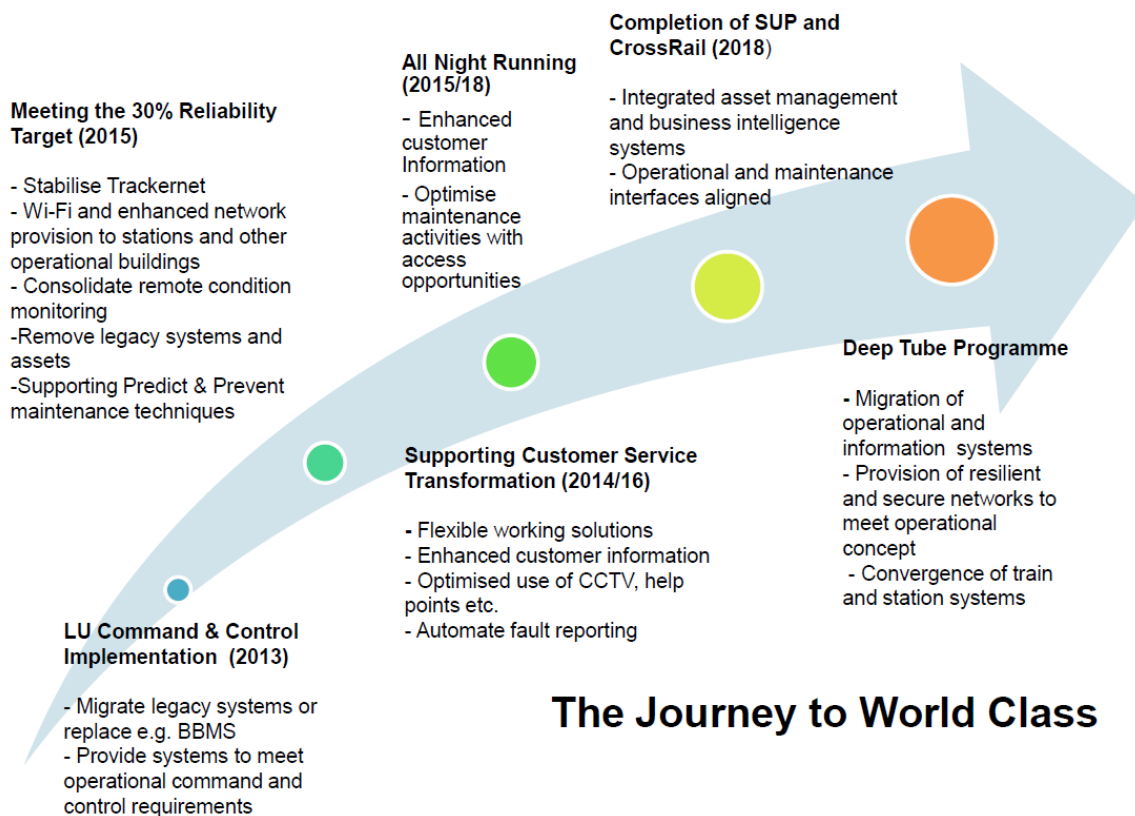 Completion of SUP and
CrossRail (2018)
- Integrated asset management
and business intelligence
systems
- Operational and maintenance
interfaces aligned
All Night Running
(2015/18)
- Enhanced
customer
Information
- Optimise
maintenance
activities with
access
opportunities
Meeting the 30% Reliability
Target (2015)
- Stabilise Trackernet
- Wi-Fi and enhanced network
provision to stations and other
operational buildings
- Consolidate remote condition
monitoring
-Remove legacy systems and
assets
-Supporting Predict & Prevent
maintenance techniques
Deep Tube Programme
- Migration of
operational and
information systems
- Provision of resilient
and secure networks to
meet operational
concept
- Convergence of train
and station systems
Supporting Customer Service
Transformation (2014/16)
- Flexible working solutions
- Enhanced customer information
- Optimised use of CCTV, help
points etc.
- Automate fault reporting
LU Command & Control
Implementation (2013)
- Migrate legacy systems or
replace e.g. BBMS
- Provide systems to meet
operational command and
control requirements
The Journey to World Class